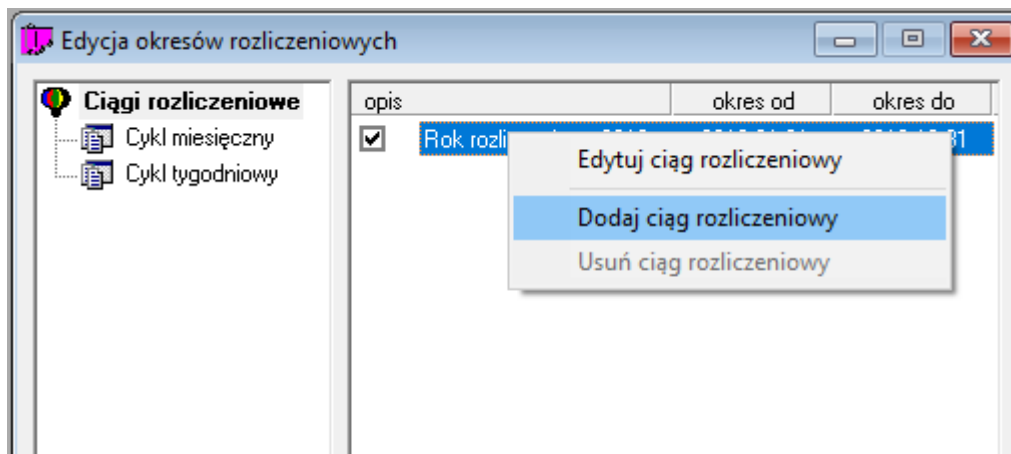 Edycja okresów rozliczeniowych
Ciągi rozliczeniowe
Cykl miesięczny
Cykl tygodniowy
opis okres od okres do
Rok
Edytuj ciąg rozliczeniowy
Dodaj ciąg rozliczeniowy
Usuń ciąg rozliczeniowy